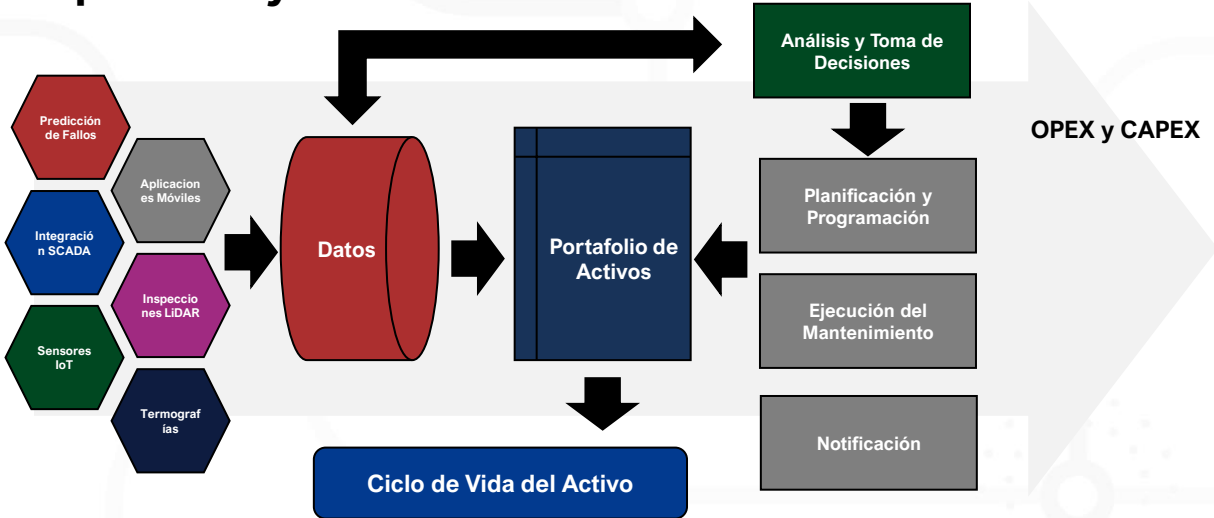 Análisis y Toma de
Decisiones
OPEX y CAPEX
Predicción
de Fallos
Aplicacion
es Móviles
Integració
n SCADA
Inspeccio
nes LiDAR
Sensores
IoT
Termograf
ías
Datos
Portafolio de
Activos
Planificación y
Programación
Ejecución del
Mantenimiento
Notificación
Ciclo de Vida del Activo